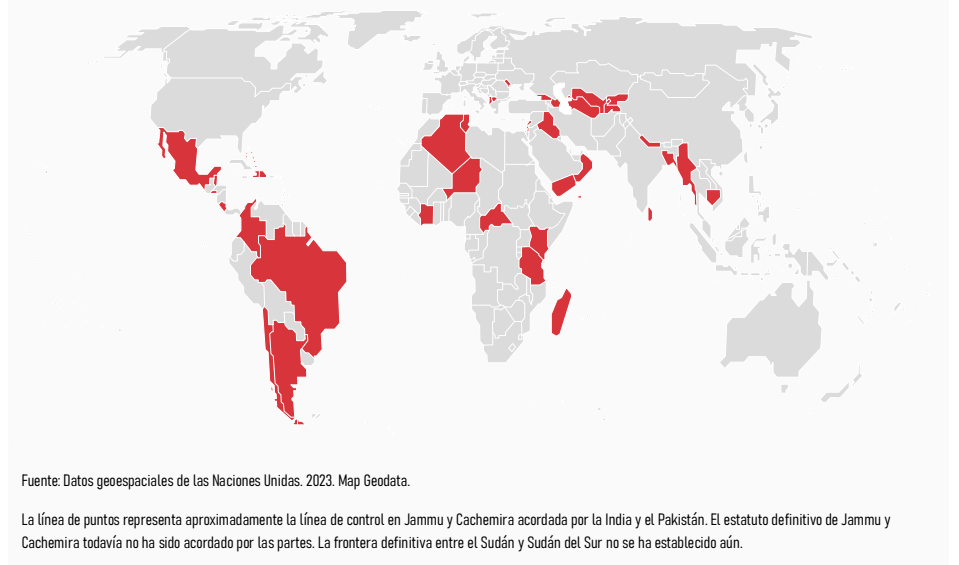 Fuente: Datos geoespaciales de las Naciones Unidas. 2023. Map Geodata.
La línea de puntos representa aproximadamente la línea de control en Jammu y Cachemira acordada por la India y el Pakistán. El estatuto definitivo de Jammu y
Cachemira todavía no ha sido acordado por las partes. La frontera definitiva entre el Sudán y Sudán del Sur no se ha establecido aún.